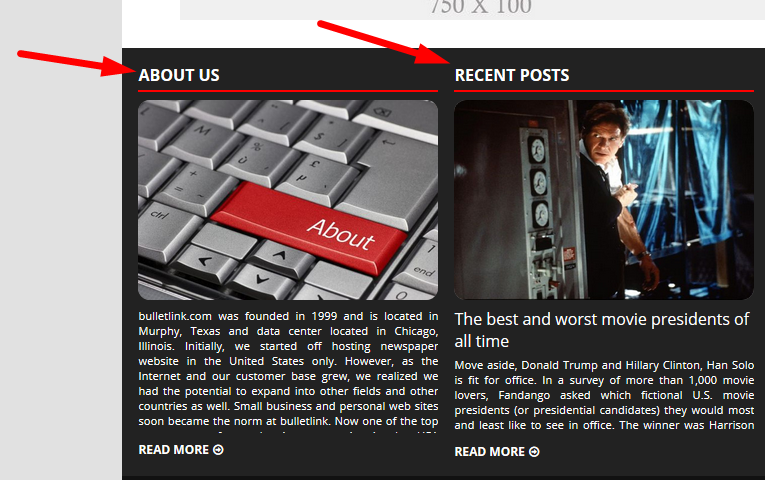 750 X 100
ABOUT US
About
bulletlink.com was founded in 1999 and is located in
Murphy, Texas and data center located in Chicago,
Illinois. Initially, we started off hosting newspaper
website in the United States only. However, as the
Internet and our customer base grew, we realized we
had the potential to expand into other fields and other
countries as well. Small business and personal web sites
soon became the norm at bulletlink. Now one of the top
READ MORE
RECENT POSTS
The best and worst movie presidents of
all time
Move aside, Donald Trump and Hillary Clinton, Han Solo
is fit for office. In a survey of more than 1,000 movie
lovers, Fandango asked which fictional U.S. movie
presidents (or presidential candidates) they would most
and least like to see in office. The winner was Harrison
READ MORE